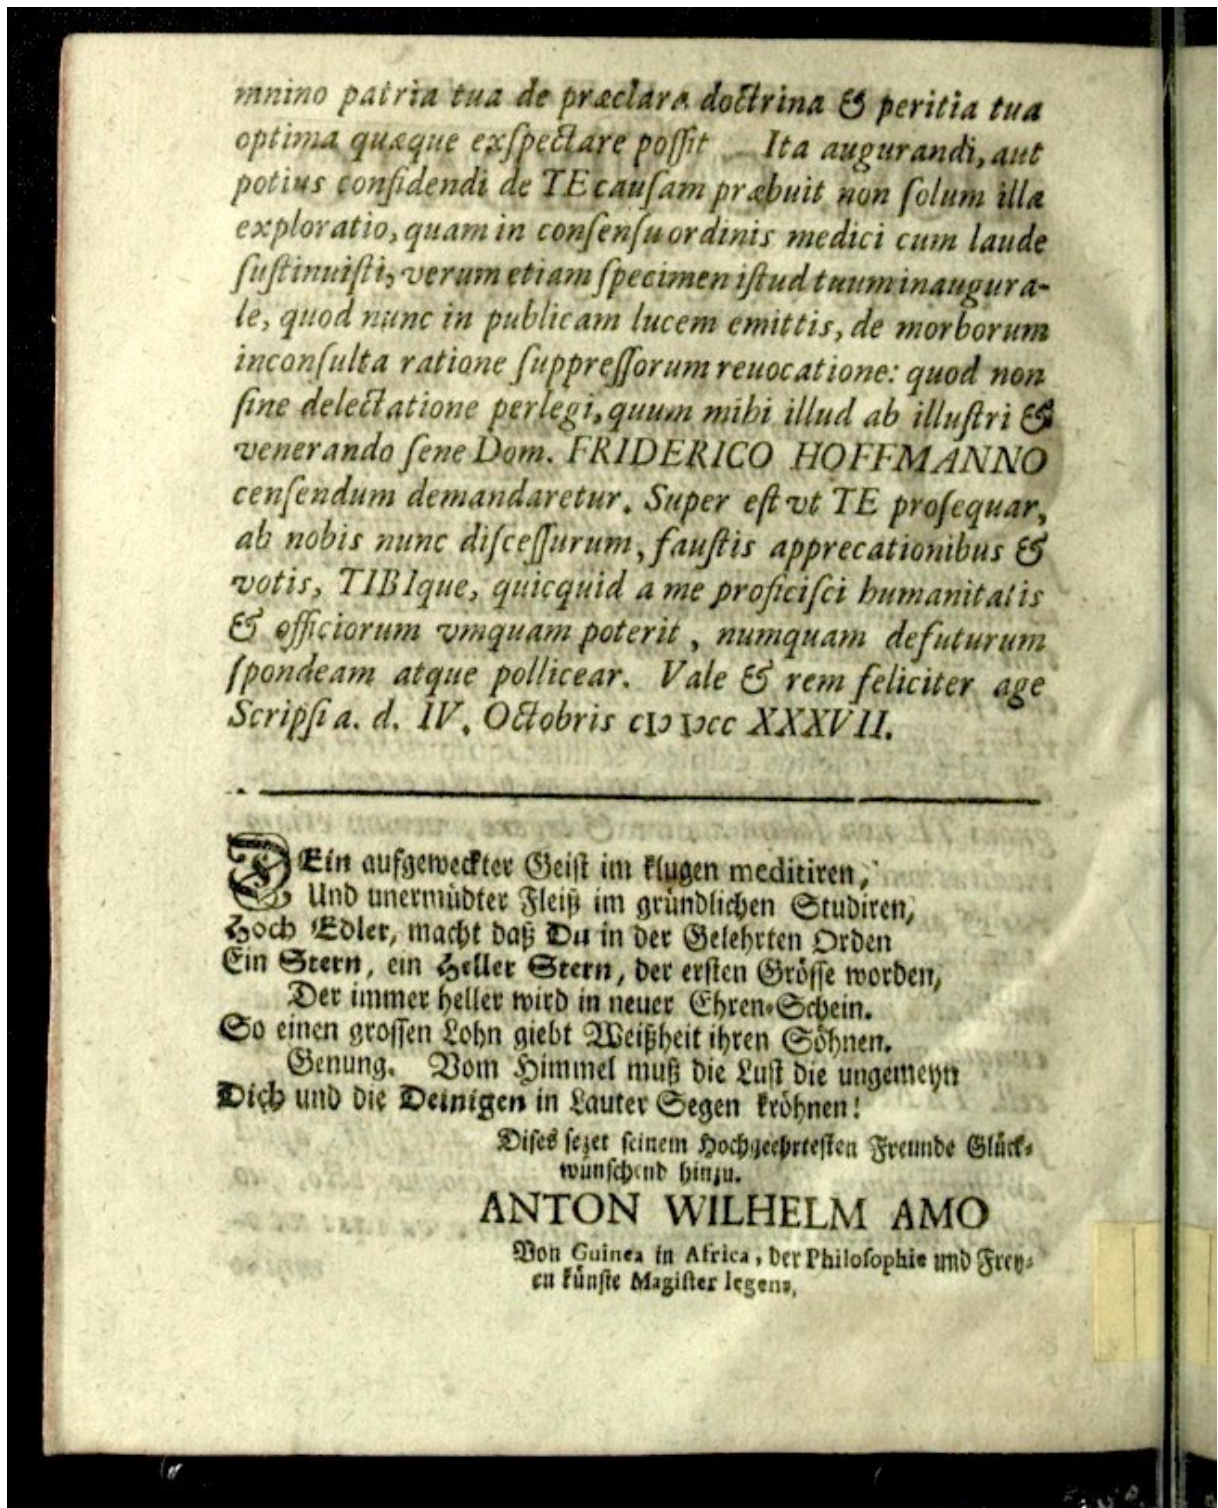 mnino patria tua de præclara doctrina & peritia tua
optima quæque exſpectare poſſit Ita augurandi, aut
potius confidendi de TE cauſam præbuit non ſolum illa
exploratio, quam in conſenſu ordinis medici cum laude
ſuſtinuiſti, verum etiam ſpecimen iſtud tuum inaugura-
le, quod nunc in publicam lucem emittis, de morborum
inconſulta ratione ſuppreſſorum reuocatione: quod non
ſine delectatione perlegi, quum mihi illud ab illuſtri &
venerando ſene Dom. FRIDERICO HOFFMANNO
cenſendum demandaretur. Super eſt vt TE proſequar,
ab nobis nunc diſceſſurum, fauſtis apprecationibus &
votis, TIBIque, quicquid a me proficiſci humanitatis
& officiorum vmquam poterit, numquam defuturum
ſpondeam atque pollicear. Vale & rem feliciter age
Scripſi a. d. IV. Octobris cIↃ IↃcc XXXVII.
DEin aufgeweckter Geiſt im klugen meditiren,
Und unermüdter Fleiß im gründlichen Studiren,
Hoch Edler, macht daß Du in der Gelehrten Orden
Ein Stern, ein Heller Stern, der erſten Gröſſe worden,
Der immer heller wird in neuer Ehren-Schein.
So einen groſſen Lohn giebt Weißheit ihren Söhnen.
Genung. Vom Himmel muß die Luſt die ungemeyn
Dich und die Deinigen in Lauter Segen kröhnen!
Diſes ſezet ſeinem Hochgeehrteſten Freunde Glück-
wünſchend hinzu.
ANTON WILHELM AMO
Von Guinea in Africa, der Philoſophie und Frey-
en künſte Magiſter legens,